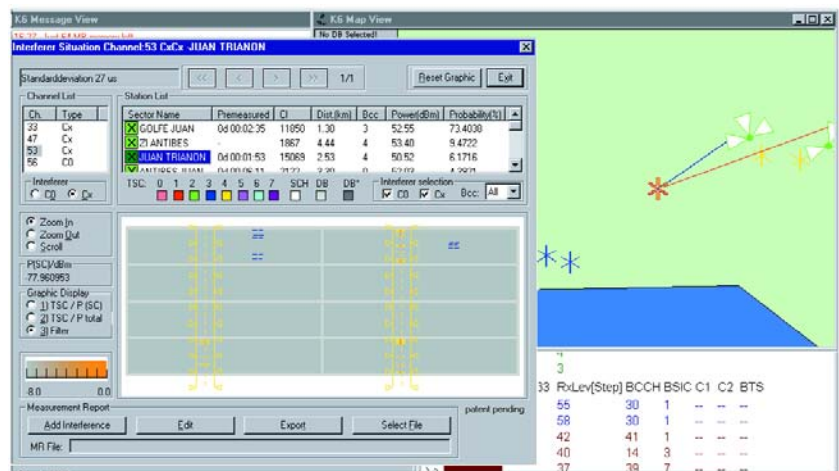 K6 Message View
K6 Map View
No DB Selected!
Interferer Situation Channel:53 CxCx JUAN TRIANON
Standarddeviation 27 us
<< < > >> 1/1
Reset Graphic
Exit
Channel List
Station List
Ch. Type
33 Cx
47 Cx
53 Cx
56 C0
Sector Name Premeasured CI Dist.(km) Bcc Power(dBm) Probability(%)
GOLFE JUAN 0d 00:02:35 11850 1.30 3 52.55 73.4038
ZI ANTIBES - 1867 4.44 4 53.40 9.4722
JUAN TRIANON 0d 00:01:53 15069 2.53 4 50.52 6.1716
Interferer
C0 Cx
TSC: 0 1 2 3 4 5 6 7 SCH DB DB*
Interferer selection
C0 Cx Bcc: All
Zoom In
Zoom Out
Scroll
P(SC)/dBm
-77.960953
Graphic Display
1) TSC / P (SC)
2) TSC / P total
3) Filter
-8.0 0.0
Measurement Report
patent pending
Add Interference
Edit
Export
Select File
MR File:
4
3
33 RxLev[Step] BCCH BSIC C1 C2 BTS
55 30 1 -- -- --
58 30 1 -- -- --
42 41 1 -- -- --
40 14 3 -- -- --
37 39 7 -- -- --